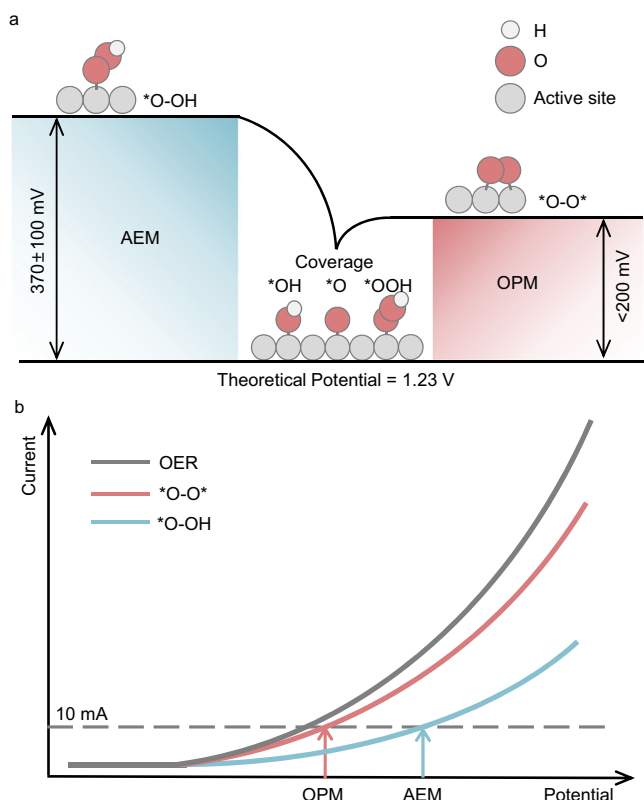 a
H
O
Active site
*O-OH
*O-O*
370±100 mV
AEM
Coverage
*OH
*O
*OOH
OPM
<200 mV
Theoretical Potential = 1.23 V
b
Current
OER
*O-O*
*O-OH
10 mA
OPM
AEM
Potential